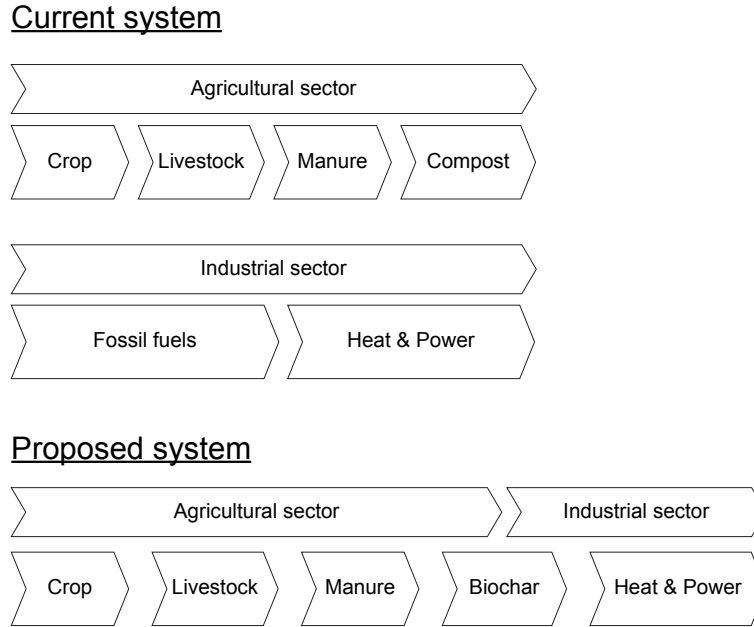 Current system
Agricultural sector
Crop
Livestock
Manure
Compost
Industrial sector
Fossil fuels
Heat & Power
Proposed system
Agricultural sector
Industrial sector
Crop
Livestock
Manure
Biochar
Heat & Power